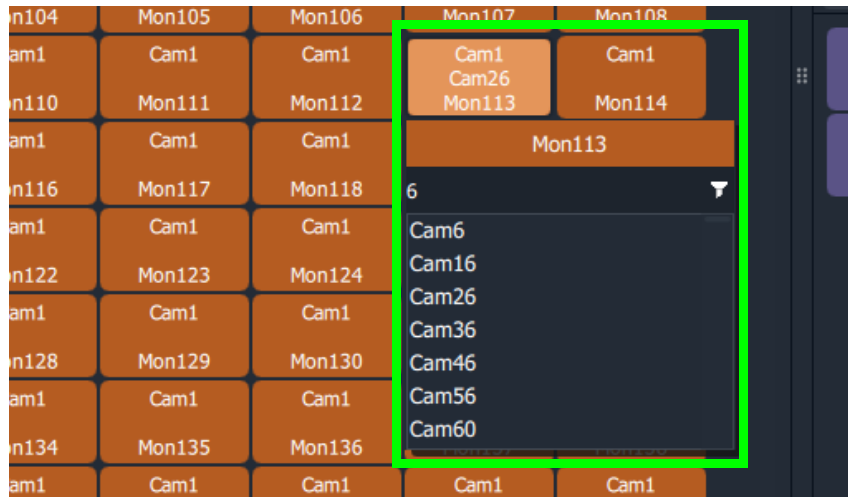 n104 Mon105 Mon106 Mon107 Mon108
am1 Cam1 Cam1 Cam1 Cam1
Cam26
n110 Mon111 Mon112 Mon113 Mon114
am1 Cam1 Cam1 Mon113
n116 Mon117 Mon118 6
am1 Cam1 Cam1 Cam6
Cam16
n122 Mon123 Mon124 Cam26
am1 Cam1 Cam1 Cam36
n128 Mon129 Mon130 Cam46
am1 Cam1 Cam1 Cam56
Cam60
n134 Mon135 Mon136
am1 Cam1 Cam1 Cam1 Cam1